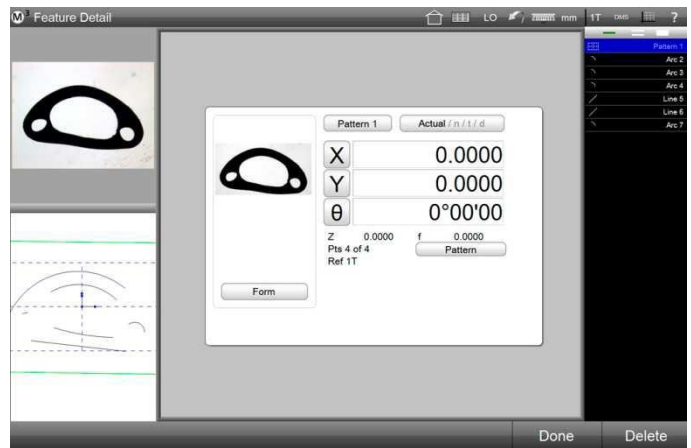 M³ Feature Detail
LO
mm
1T
DMS
?
Pattern 1
Arc 2
Arc 3
Arc 4
Line 5
Line 6
Arc 7
Pattern 1
Actual / n / t / d
X 0.0000
Y 0.0000
θ 0°00'00
Z 0.0000 f 0.0000
Pts 4 of 4
Pattern
Ref 1T
Form
Done
Delete